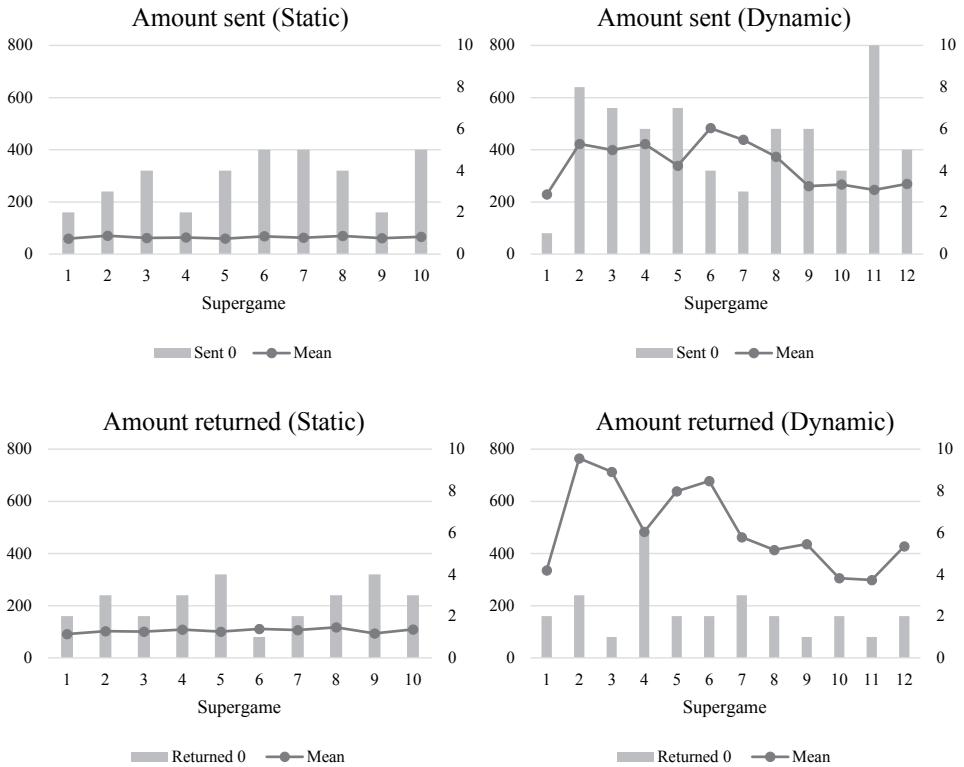 Amount sent (Static)
800
600
400
200
0
10
8
6
4
2
0
1 2 3 4 5 6 7 8 9 10
Supergame
Sent 0 Mean
Amount sent (Dynamic)
800
600
400
200
0
10
8
6
4
2
0
1 2 3 4 5 6 7 8 9 10 11 12
Supergame
Sent 0 Mean
Amount returned (Static)
800
600
400
200
0
10
8
6
4
2
0
1 2 3 4 5 6 7 8 9 10
Supergame
Returned 0 Mean
Amount returned (Dynamic)
800
600
400
200
0
10
8
6
4
2
0
1 2 3 4 5 6 7 8 9 10 11 12
Supergame
Returned 0 Mean